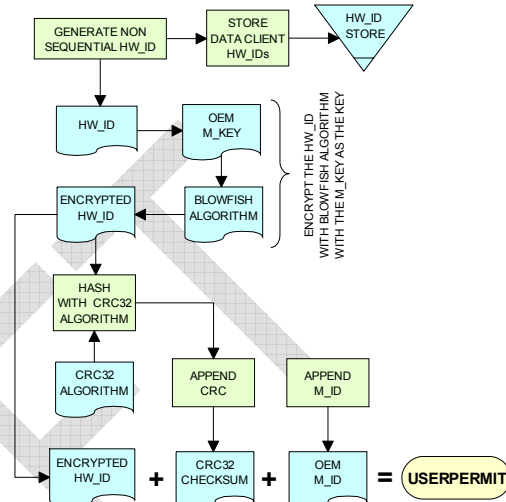 GENERATE NON
SEQUENTIAL HW_ID
STORE
DATA CLIENT
HW_IDs
HW_ID
STORE
HW_ID
OEM
M_KEY
ENCRYPT THE HW_ID
WITH BLOWFISH ALGORITHM
WITH THE M_KEY AS THE KEY
ENCRYPTED
HW_ID
BLOWFISH
ALGORITHM
HASH
WITH CRC32
ALGORITHM
CRC32
ALGORITHM
APPEND
CRC
APPEND
M_ID
ENCRYPTED
HW_ID
+
CRC32
CHECKSUM
+
OEM
M_ID
=
USERPERMIT